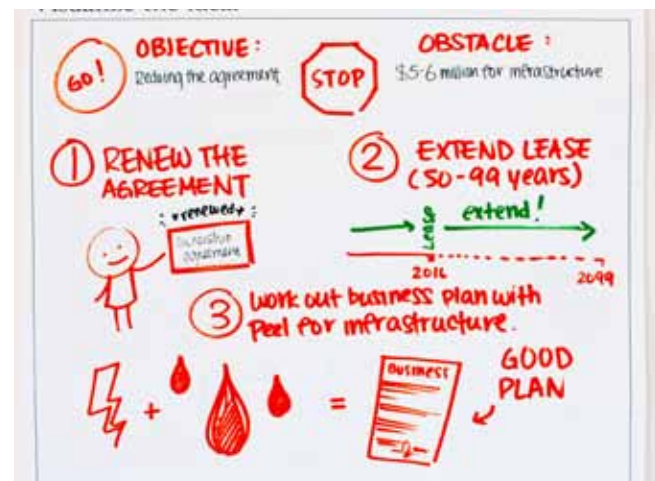 GO!
OBJECTIVE:
the agreement
STOP
OBSTACLE:
$5-6 million for infrastructure
1 RENEW THE
AGREEMENT
renewed
agreement
2 EXTEND LEASE
(50-99 years)
Lease
extend!
2016
2099
3 work out business plan with
Peel for infrastructure.
+
=
BUSINESS
GOOD
PLAN